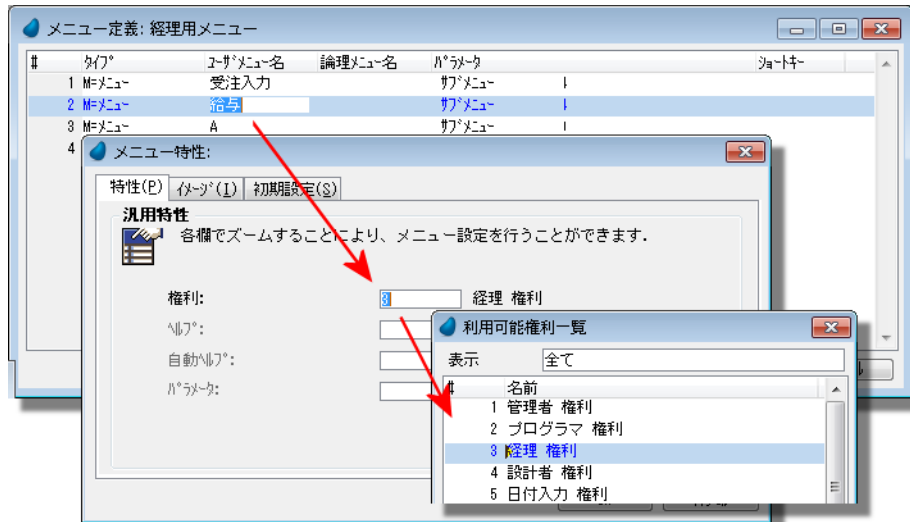 メニュー定義: 経理用メニュー
# ﾀｲﾌﾟ ﾕｰｻﾞﾒﾆｭｰ名 論理ﾒﾆｭｰ名 ﾊﾟﾗﾒｰﾀ ｼｮｰﾄｷｰ
1 M=ﾒﾆｭｰ 受注入力 ｻﾌﾞﾒﾆｭｰ
2 M=ﾒﾆｭｰ 給与 ｻﾌﾞﾒﾆｭｰ
3 M=ﾒﾆｭｰ A ｻﾌﾞﾒﾆｭｰ
4
メニュー特性:
特性(P) ｲﾒｰｼﾞ(I) 初期設定(S)
汎用特性
各欄でズームすることにより、メニュー設定を行うことができます.
権利: 3 経理 権利
ﾍﾙﾌﾟ:
自動ﾍﾙﾌﾟ:
ﾊﾟﾗﾒｰﾀ:
利用可能権利一覧
表示 全て
# 名前
1 管理者 権利
2 プログラマ 権利
3 経理 権利
4 設計者 権利
5 日付入力 権利